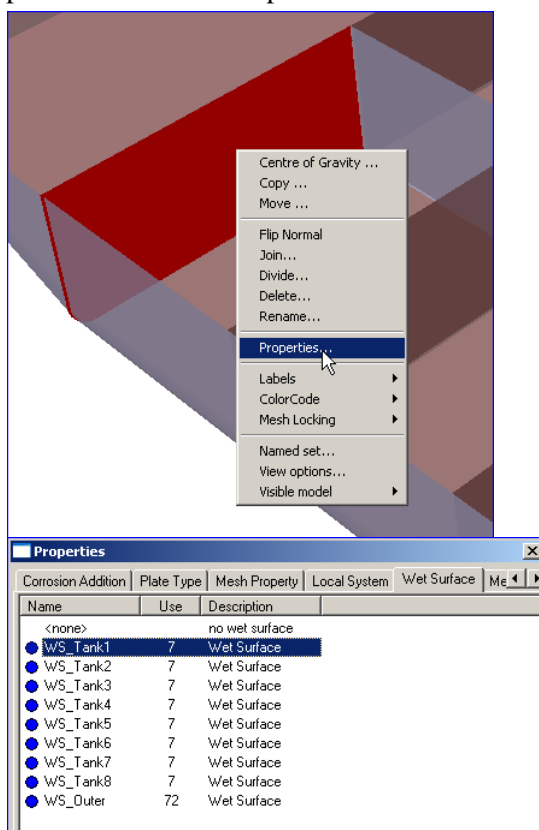 Centre of Gravity ...
Copy ...
Move ...
Flip Normal
Join...
Divide...
Delete...
Rename...
Properties...
Labels
ColorCode
Mesh Locking
Named set...
View options...
Visible model
Properties
Corrosion Addition Plate Type Mesh Property Local System Wet Surface Me
Name Use Description
<none> no wet surface
WS_Tank1 7 Wet Surface
WS_Tank2 7 Wet Surface
WS_Tank3 7 Wet Surface
WS_Tank4 7 Wet Surface
WS_Tank5 7 Wet Surface
WS_Tank6 7 Wet Surface
WS_Tank7 7 Wet Surface
WS_Tank8 7 Wet Surface
WS_Outer 72 Wet Surface